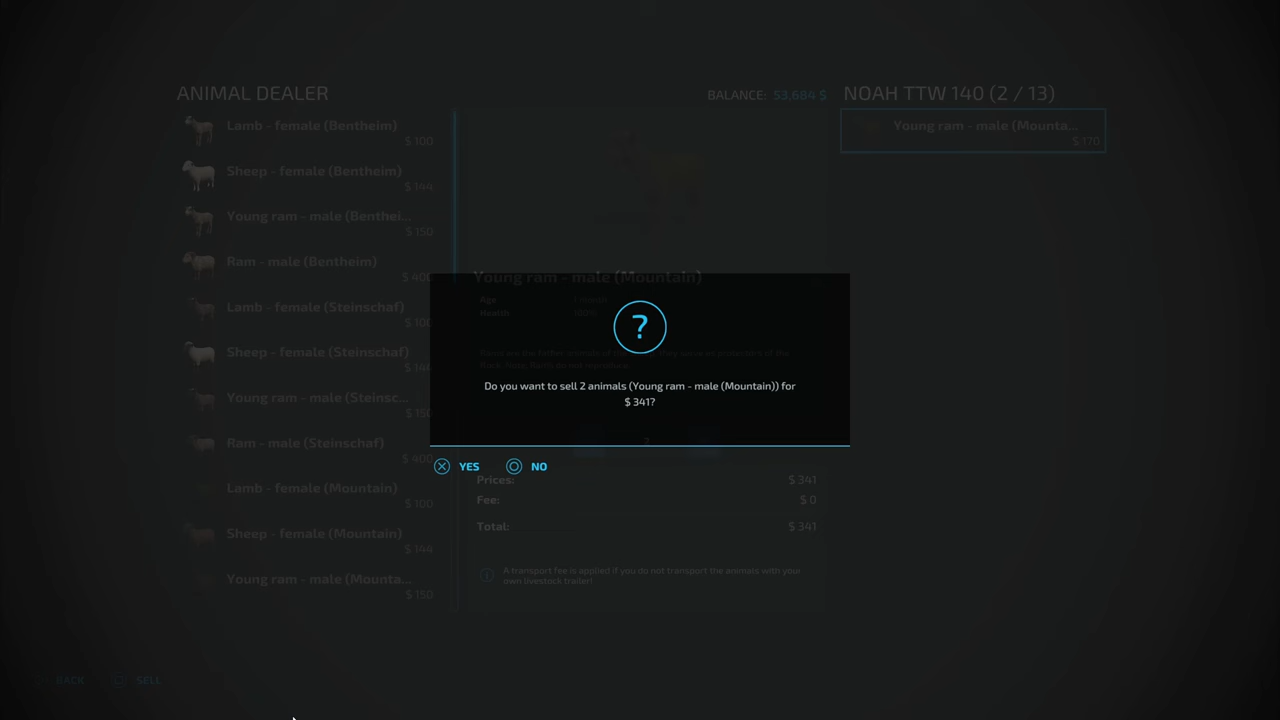 ANIMAL DEALER
BALANCE: 53,684 $
NOAH TTW 140 (2 / 13)
Lamb - female (Bentheim)
$ 100
Sheep - female (Bentheim)
$ 144
Young ram - male (Benthei...
$ 150
Ram - male (Bentheim)
$ 400
Lamb - female (Steinschaf)
$ 100
Sheep - female (Steinschaf)
$ 144
Young ram - male (Steinsc...
$ 150
Ram - male (Steinschaf)
$ 400
Lamb - female (Mountain)
$ 100
Sheep - female (Mountain)
$ 144
Young ram - male (Mounta...
$ 150
Young ram - male (Mounta...
$ 170
Young ram - male (Mountain)
Age
Health
?
Do you want to sell 2 animals (Young ram - male (Mountain)) for
$ 341?
2
YES
NO
Prices:
$ 341
Fee:
$ 0
Total:
$ 341
A transport fee is applied if you do not transport the animals with your
own livestock trailer!
BACK
SELL